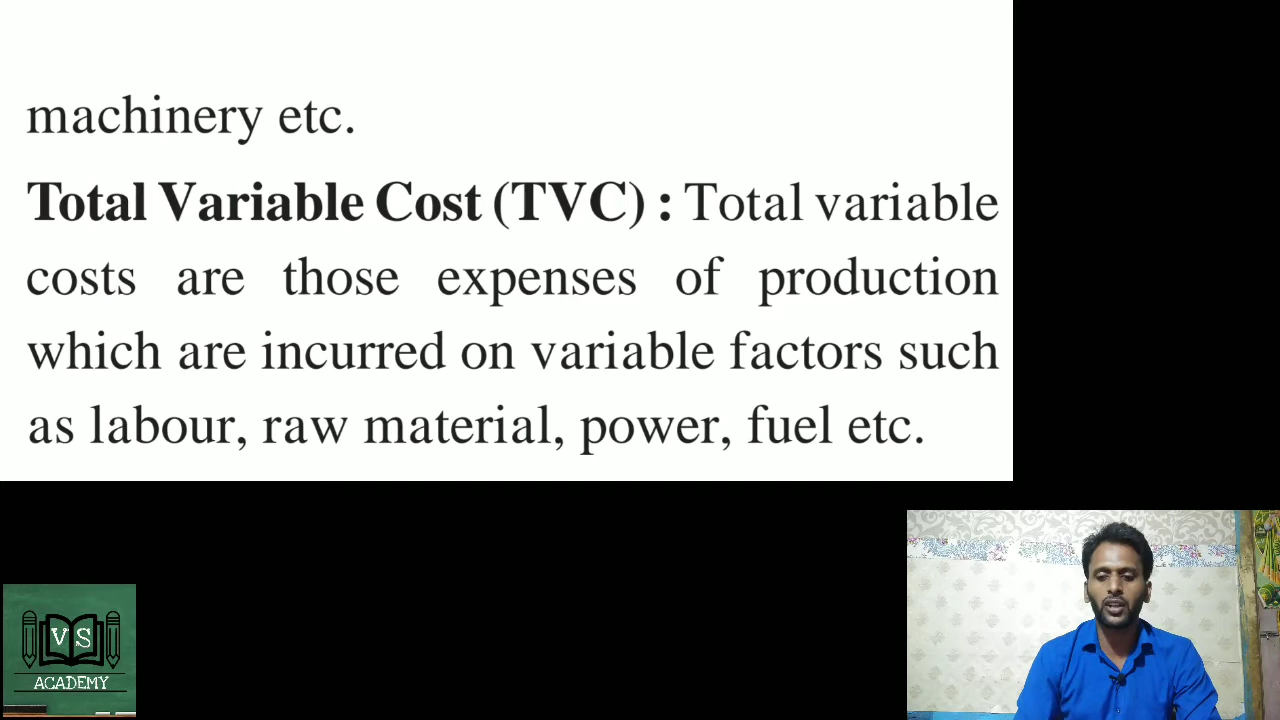 machinery etc.
Total Variable Cost (TVC) : Total variable
costs are those expenses of production
which are incurred on variable factors such
as labour, raw material, power, fuel etc.
VS
ACADEMY